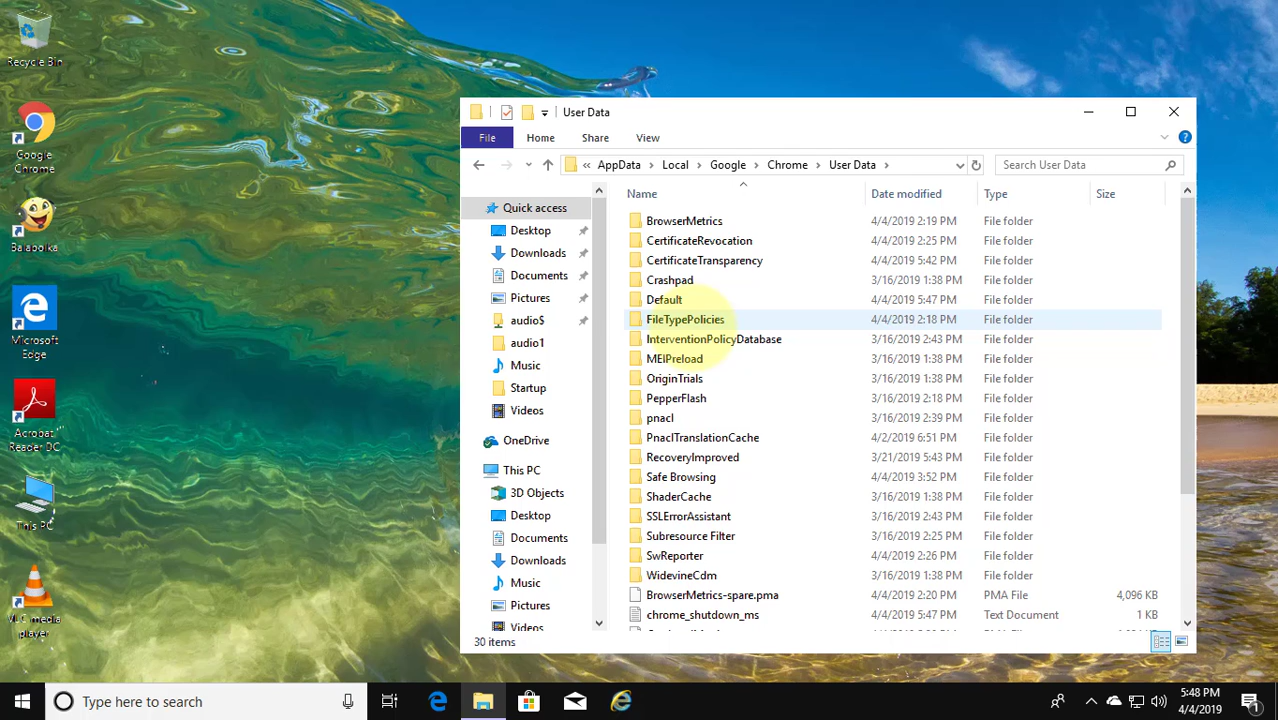 Recycle Bin
Google
Chrome
Balabolka
Microsoft
Edge
Acrobat
Reader DC
This PC
VLC media
player
User Data
File
Home
Share
View
« AppData > Local > Google > Chrome > User Data >
Search User Data
Name
Date modified
Type
Size
Quick access
Desktop
Downloads
Documents
Pictures
audio$
audio1
Music
Startup
Videos
OneDrive
This PC
3D Objects
Desktop
Documents
Downloads
Music
Pictures
Videos
BrowserMetrics 4/4/2019 2:19 PM File folder
CertificateRevocation 4/4/2019 2:25 PM File folder
CertificateTransparency 4/4/2019 5:42 PM File folder
Crashpad 3/16/2019 1:38 PM File folder
Default 4/4/2019 5:47 PM File folder
FileTypePolicies 4/4/2019 2:18 PM File folder
InterventionPolicyDatabase 3/16/2019 2:43 PM File folder
MEIPreload 3/16/2019 1:38 PM File folder
OriginTrials 3/16/2019 1:38 PM File folder
PepperFlash 3/16/2019 2:18 PM File folder
pnacl 3/16/2019 2:39 PM File folder
PnaclTranslationCache 4/2/2019 6:51 PM File folder
RecoveryImproved 3/21/2019 5:43 PM File folder
Safe Browsing 4/4/2019 3:52 PM File folder
ShaderCache 3/16/2019 1:38 PM File folder
SSLErrorAssistant 3/16/2019 2:43 PM File folder
Subresource Filter 3/16/2019 2:25 PM File folder
SwReporter 4/4/2019 2:26 PM File folder
WidevineCdm 3/16/2019 1:38 PM File folder
BrowserMetrics-spare.pma 4/4/2019 2:20 PM PMA File 4,096 KB
chrome_shutdown_ms 4/4/2019 5:47 PM Text Document 1 KB
30 items
Type here to search
5:48 PM
4/4/2019
1